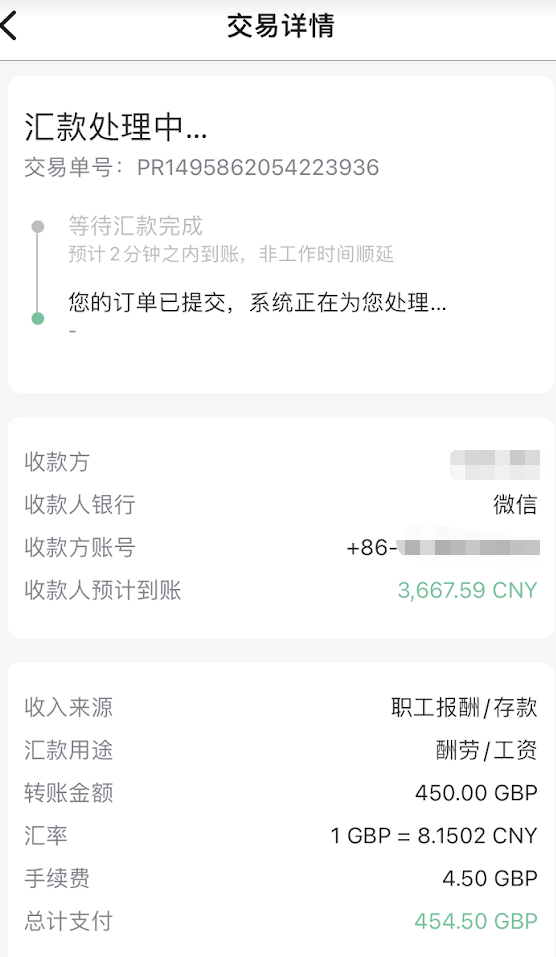 交易详情
汇款处理中...
交易单号：PR1495862054223936
等待汇款完成
预计2分钟之内到账，非工作时间顺延
您的订单已提交，系统正在为您处理...
-
收款方
收款人银行 微信
收款方账号 +86-
收款人预计到账 3,667.59 CNY
收入来源 职工报酬/存款
汇款用途 酬劳/工资
转账金额 450.00 GBP
汇率 1 GBP = 8.1502 CNY
手续费 4.50 GBP
总计支付 454.50 GBP